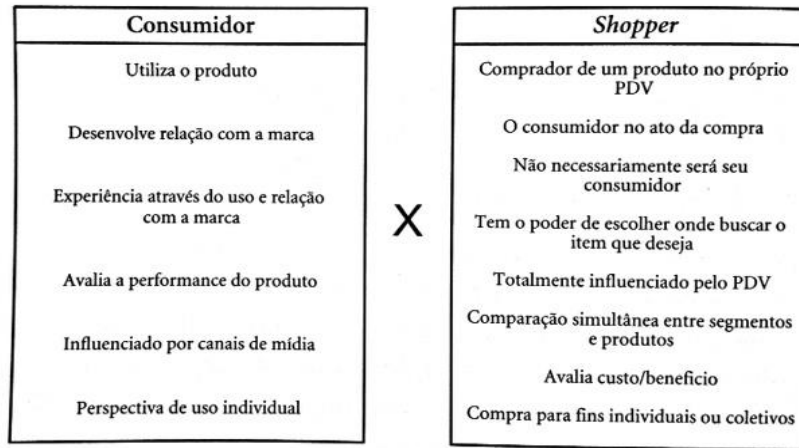 Consumidor
Utiliza o produto
Desenvolve relação com a marca
Experiência através do uso e relação
com a marca
Avalia a performance do produto
Influenciado por canais de mídia
Perspectiva de uso individual
X
Shopper
Comprador de um produto no próprio
PDV
O consumidor no ato da compra
Não necessariamente será seu
consumidor
Tem o poder de escolher onde buscar o
item que deseja
Totalmente influenciado pelo PDV
Comparação simultânea entre segmentos
e produtos
Avalia custo/beneficio
Compra para fins individuais ou coletivos